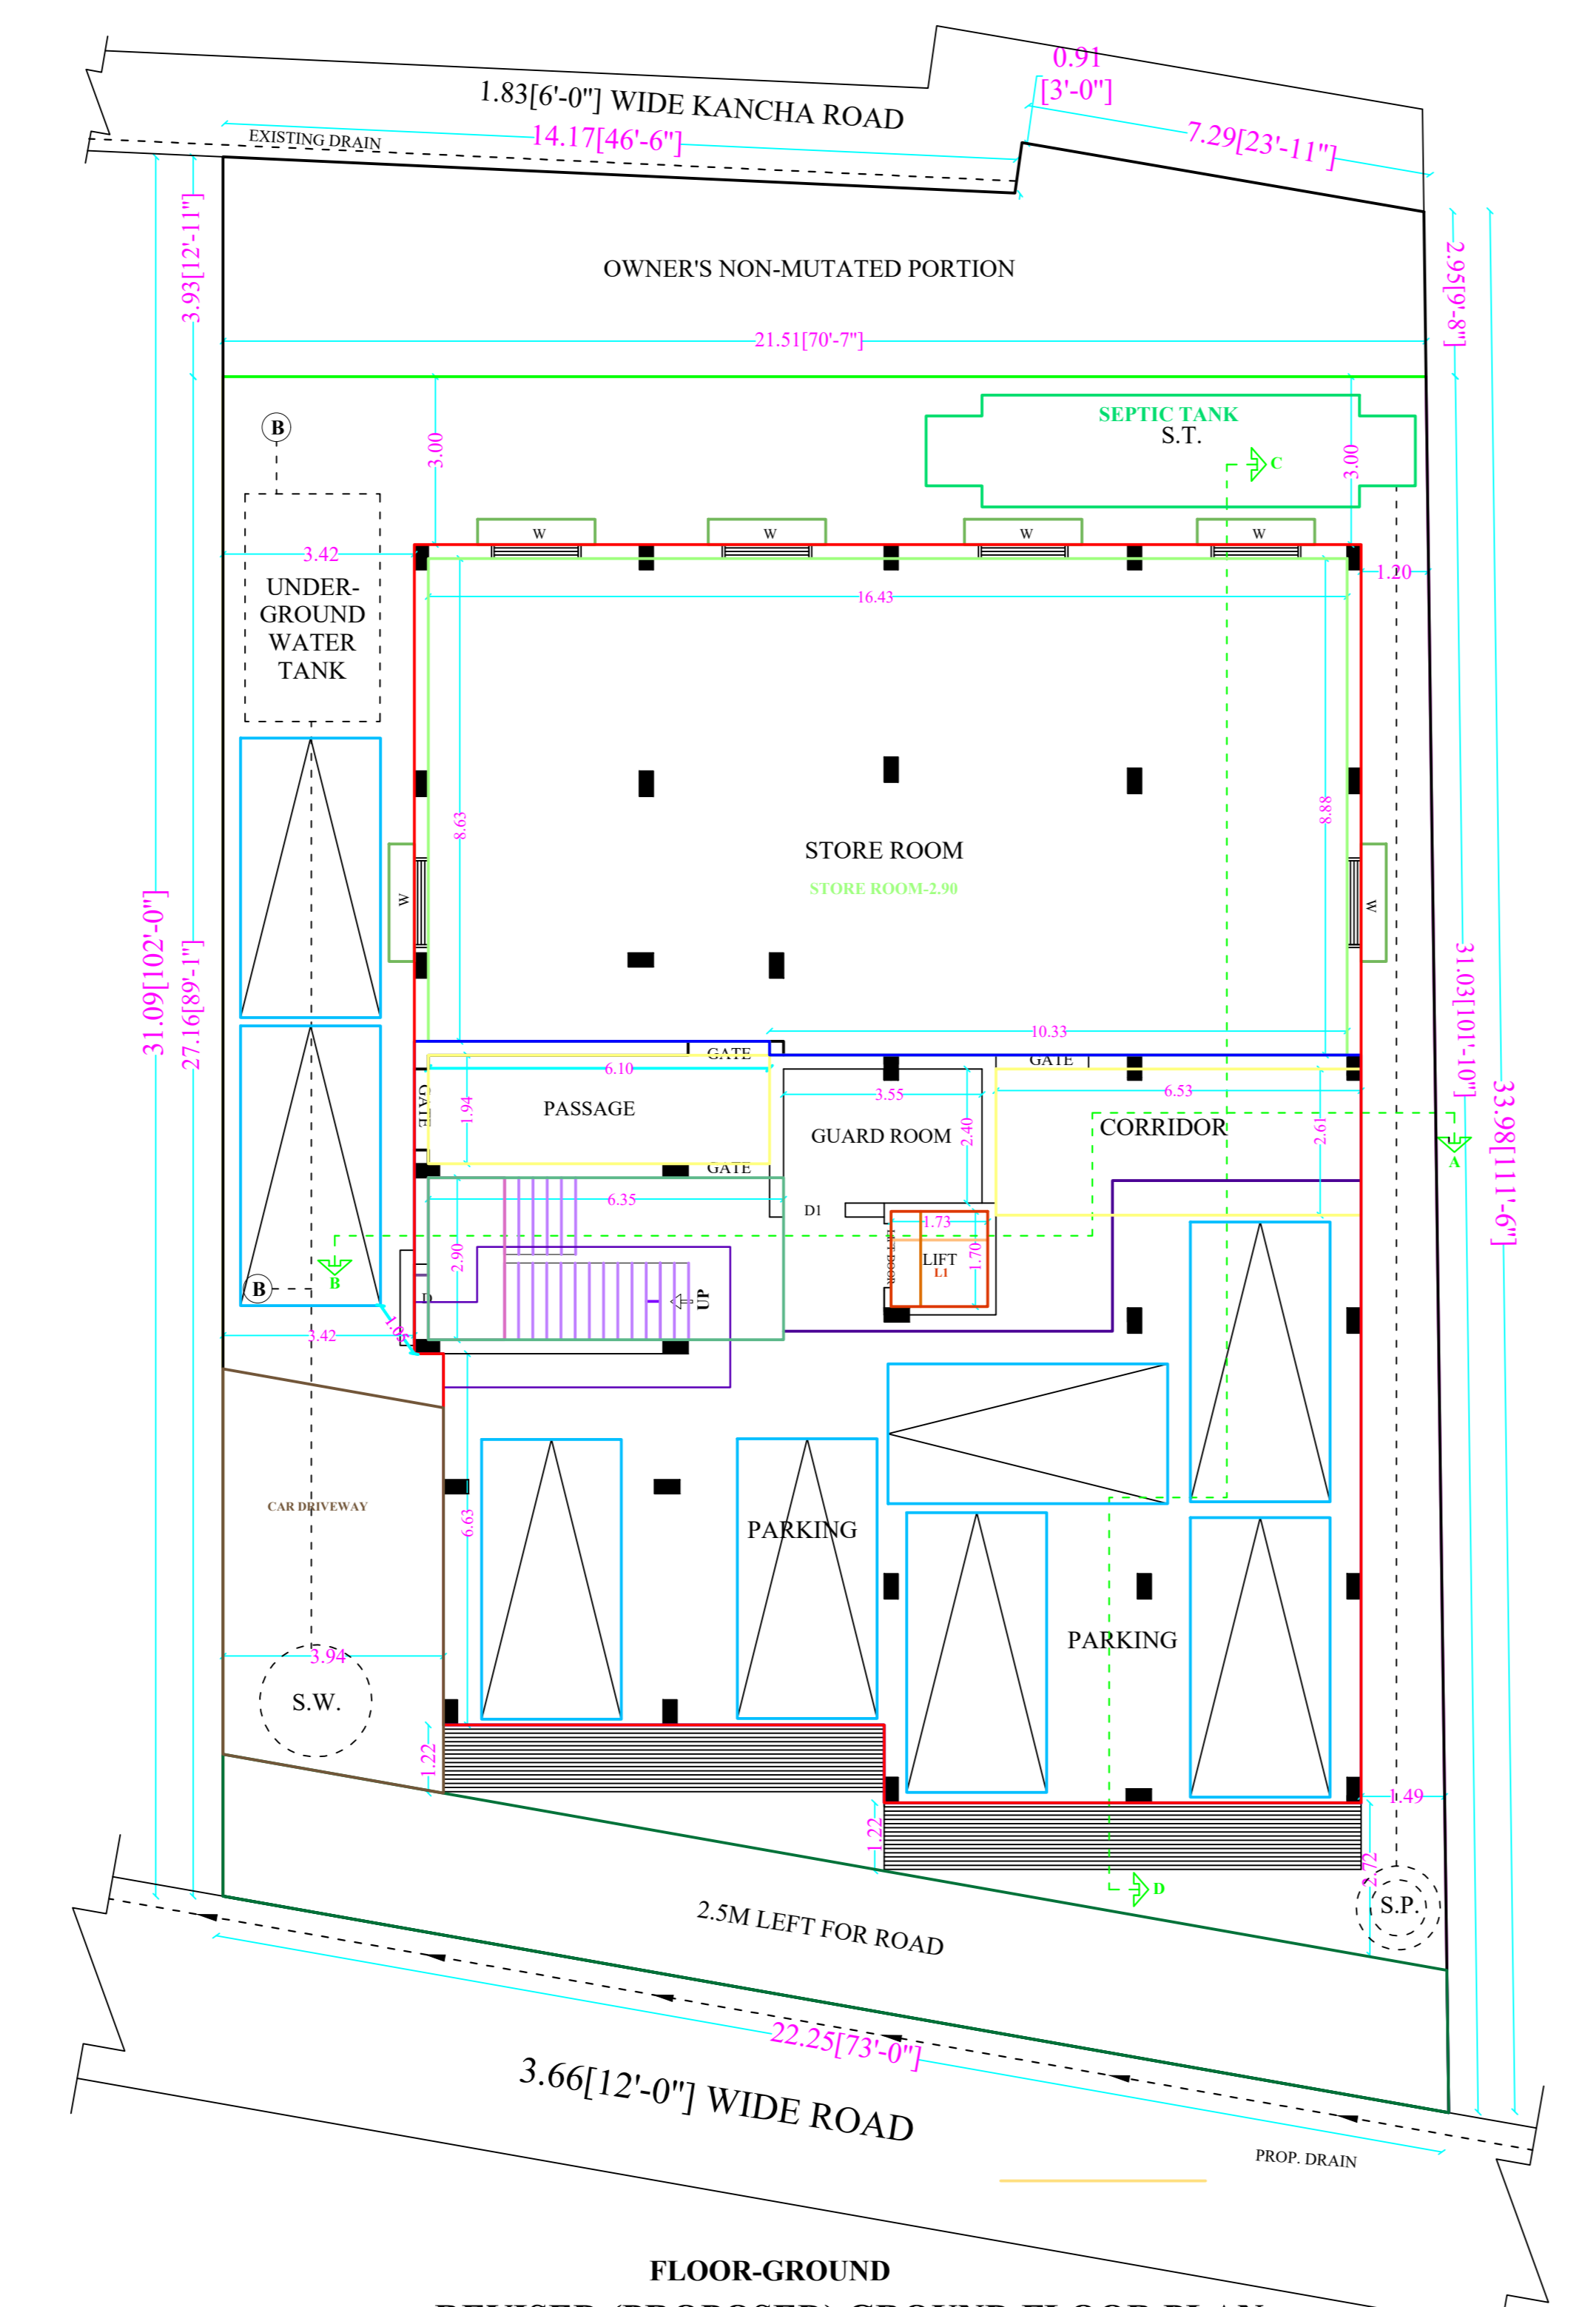 0.91
[3'-0"]
1.83[6'-0"] WIDE KANCHA ROAD
7.29[23'-11"]
EXISTING DRAIN
14.17[46'-6"]
3.93[12'-11"]
2.95[9'-8"]
OWNER'S NON-MUTATED PORTION
21.51[70'-7"]
SEPTIC TANK
S.T.
B
3.00
3.00
C
W
W
W
W
3.42
1.20
UNDER-
GROUND
WATER
TANK
16.43
8.63
8.88
STORE ROOM
STORE ROOM-2.90
W
W
31.09[102'-0"]
27.16[89'-1"]
31.03[101'-10"]
33.98[111'-6"]
10.33
GATE
GATE
6.10
3.55
6.53
GATE
1.94
PASSAGE
GUARD ROOM
2.40
CORRIDOR
2.61
A
GATE
6.35
D1
1.73
2.90
LIFT DOOR
LIFT
L1
1.70
B
B
D
UP
3.42
1.05
CAR DRIVEWAY
6.63
PARKING
PARKING
3.94
S.W.
1.22
1.49
1.22
2.72
D
S.P.
2.5M LEFT FOR ROAD
22.25[73'-0"]
3.66[12'-0"] WIDE ROAD
PROP. DRAIN
FLOOR-GROUND
REVISED (PROPOSED) GROUND FLOOR PLAN